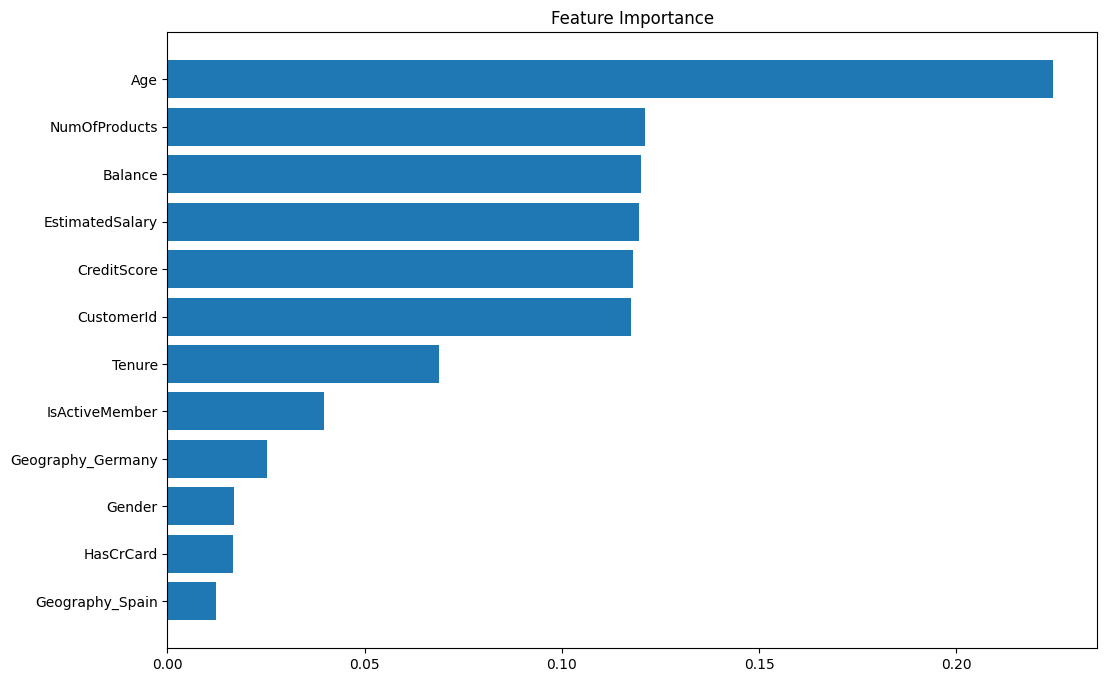 Feature Importance
Age
NumOfProducts
Balance
EstimatedSalary
CreditScore
CustomerId
Tenure
IsActiveMember
Geography_Germany
Gender
HasCrCard
Geography_Spain
0.00 0.05 0.10 0.15 0.20